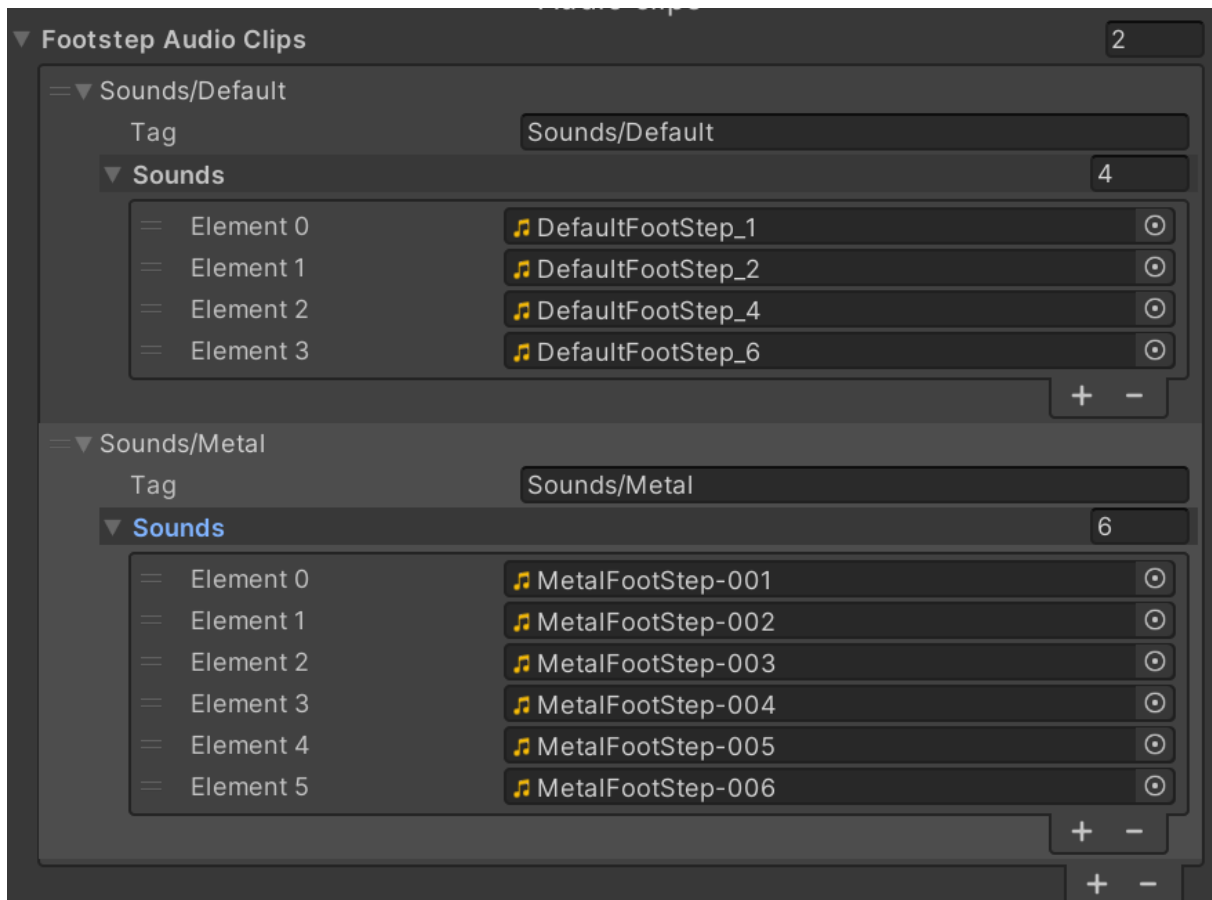 Footstep Audio Clips 2
Sounds/Default
Tag Sounds/Default
Sounds 4
Element 0 DefaultFootStep_1
Element 1 DefaultFootStep_2
Element 2 DefaultFootStep_4
Element 3 DefaultFootStep_6
+ -
Sounds/Metal
Tag Sounds/Metal
Sounds 6
Element 0 MetalFootStep-001
Element 1 MetalFootStep-002
Element 2 MetalFootStep-003
Element 3 MetalFootStep-004
Element 4 MetalFootStep-005
Element 5 MetalFootStep-006
+ -
+ -